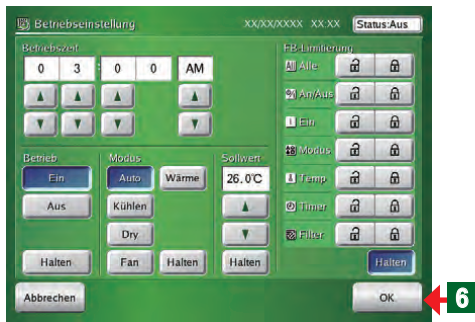 Betriebseinstellung XX/XX/XXXX XX:XX Status:Aus
Betriebszeit
0 3 : 0 0 AM
Betrieb
Ein
Aus
Halten
Modus
Auto Wärme
Kühlen
Dry
Fan Halten
Sollwert
26.0°C
Halten
FB-Limitierung
All Alle
An/Aus
Ein
Modus
Temp
Timer
Filter
Halten
Abbrechen OK
6